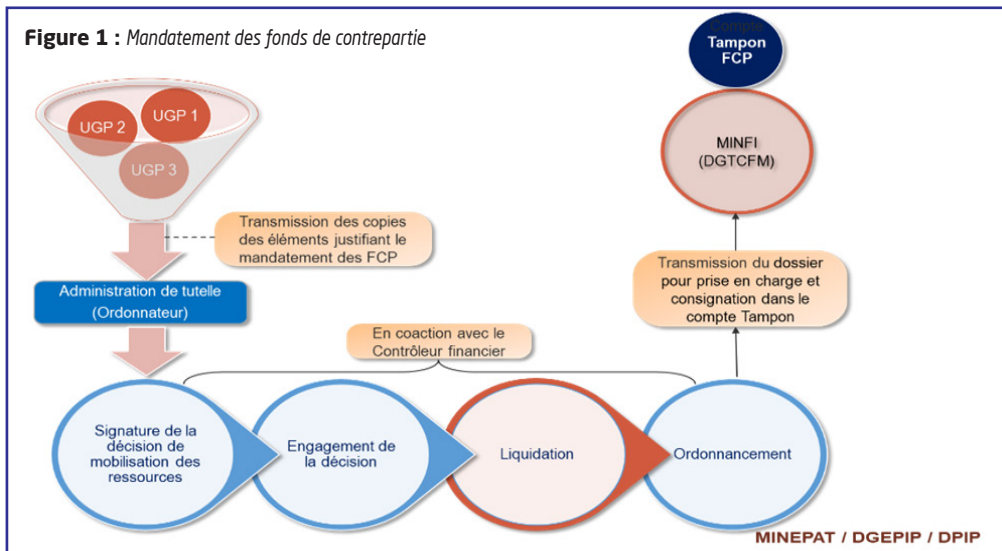 Figure 1 : Mandatement des fonds de contrepartie
Compte
Tampon
FCP
UGP 1
UGP 2
UGP 3
MINFI
(DGTCFM)
Transmission des copies
des éléments justifiant le
mandatement des FCP
Administration de tutelle
(Ordonnateur)
Transmission du dossier
pour prise en charge et
consignation dans le
compte Tampon
En coaction avec le
Contrôleur financier
Signature de la
décision de
mobilisation des
ressources
Engagement de
la décision
Liquidation
Ordonnancement
MINEPAT / DGEPIP / DPIP